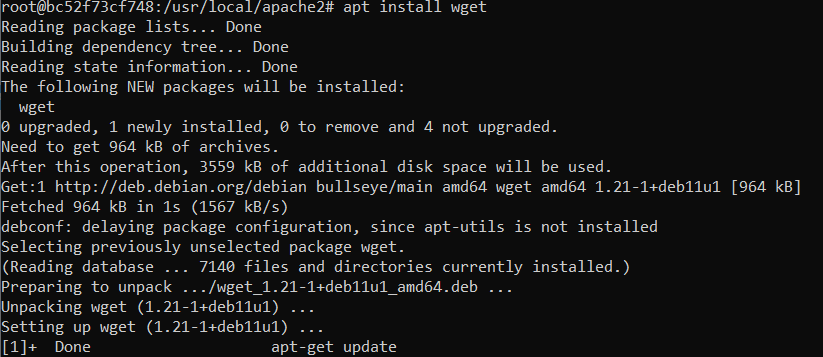 root@bc52f73cf748:/usr/local/apache2# apt install wget
Reading package lists... Done
Building dependency tree... Done
Reading state information... Done
The following NEW packages will be installed:
  wget
0 upgraded, 1 newly installed, 0 to remove and 4 not upgraded.
Need to get 964 kB of archives.
After this operation, 3559 kB of additional disk space will be used.
Get:1 http://deb.debian.org/debian bullseye/main amd64 wget amd64 1.21-1+deb11u1 [964 kB]
Fetched 964 kB in 1s (1567 kB/s)
debconf: delaying package configuration, since apt-utils is not installed
Selecting previously unselected package wget.
(Reading database ... 7140 files and directories currently installed.)
Preparing to unpack .../wget_1.21-1+deb11u1_amd64.deb ...
Unpacking wget (1.21-1+deb11u1) ...
Setting up wget (1.21-1+deb11u1) ...
[1]+  Done                    apt-get update